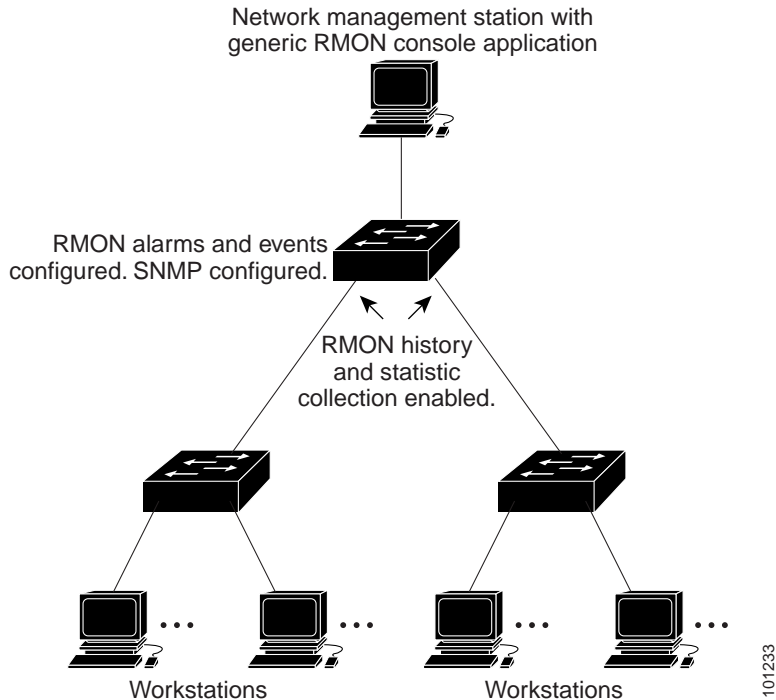 Network management station with
generic RMON console application
RMON alarms and events
configured. SNMP configured.
RMON history
and statistic
collection enabled.
Workstations
Workstations
101233